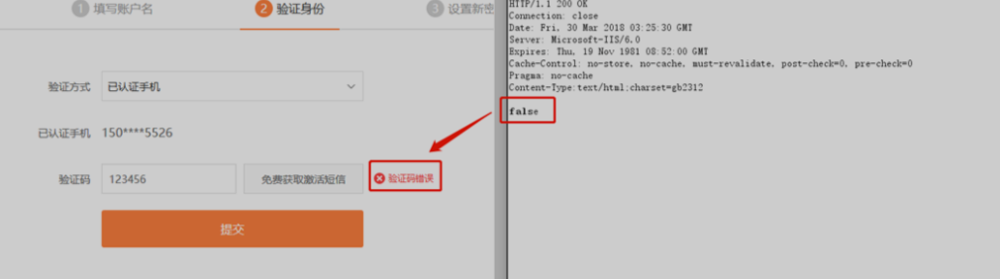 1 填写账户名
2 验证身份
3 设置新密
验证方式 已认证手机
已认证手机 150****5526
验证码 123456 免费获取激活短信 验证码错误
提交
HTTP/1.1 200 OK
Connection: close
Date: Fri, 30 Mar 2018 03:25:30 GMT
Server: Microsoft-IIS/6.0
Expires: Thu, 19 Nov 1981 08:52:00 GMT
Cache-Control: no-store, no-cache, must-revalidate, post-check=0, pre-check=0
Pragma: no-cache
Content-Type:text/html;charset=gb2312
false